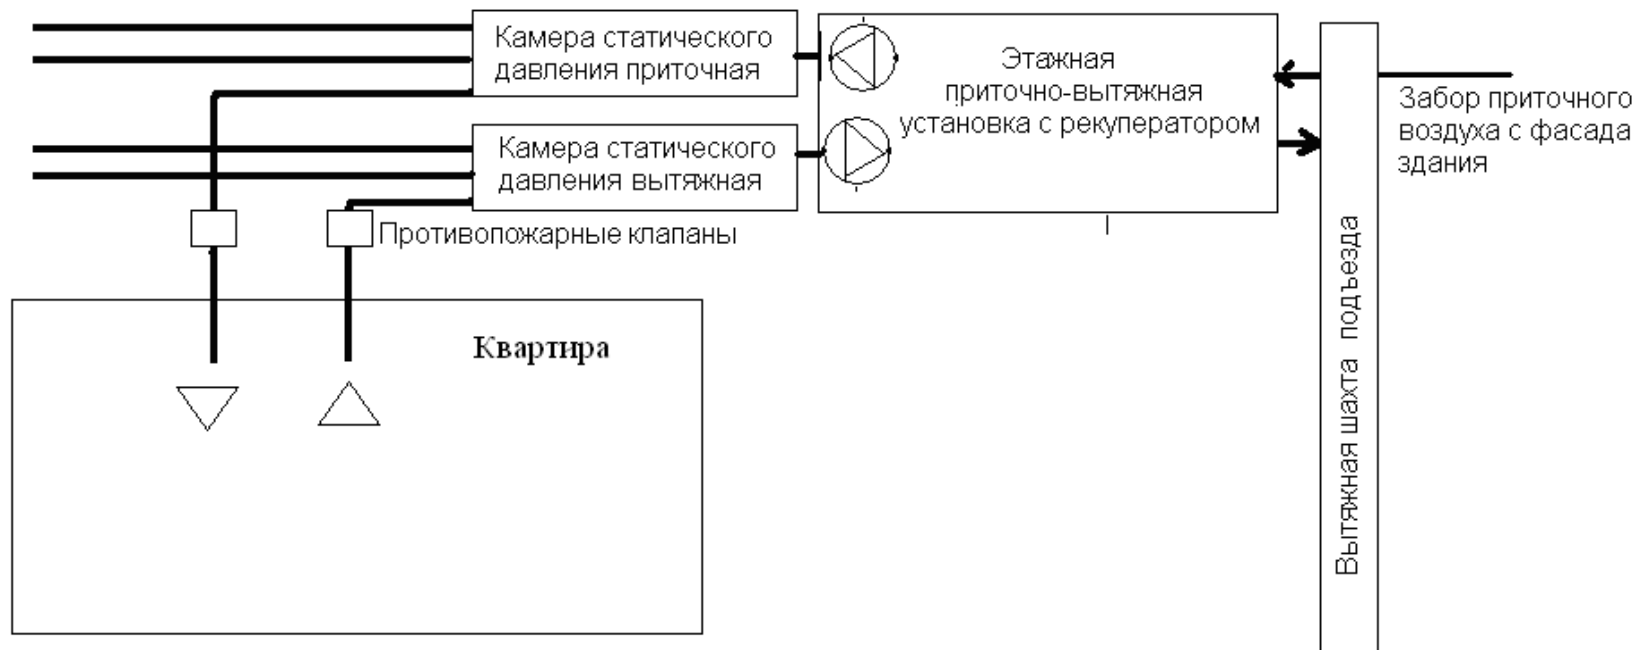 Камера статического
давления приточная
Этажная
приточно-вытяжная
установка с рекуператором
Забор приточного
воздуха с фасада
здания
Камера статического
давления вытяжная
Противопожарные клапаны
Квартира
Вытяжная шахта подъезда